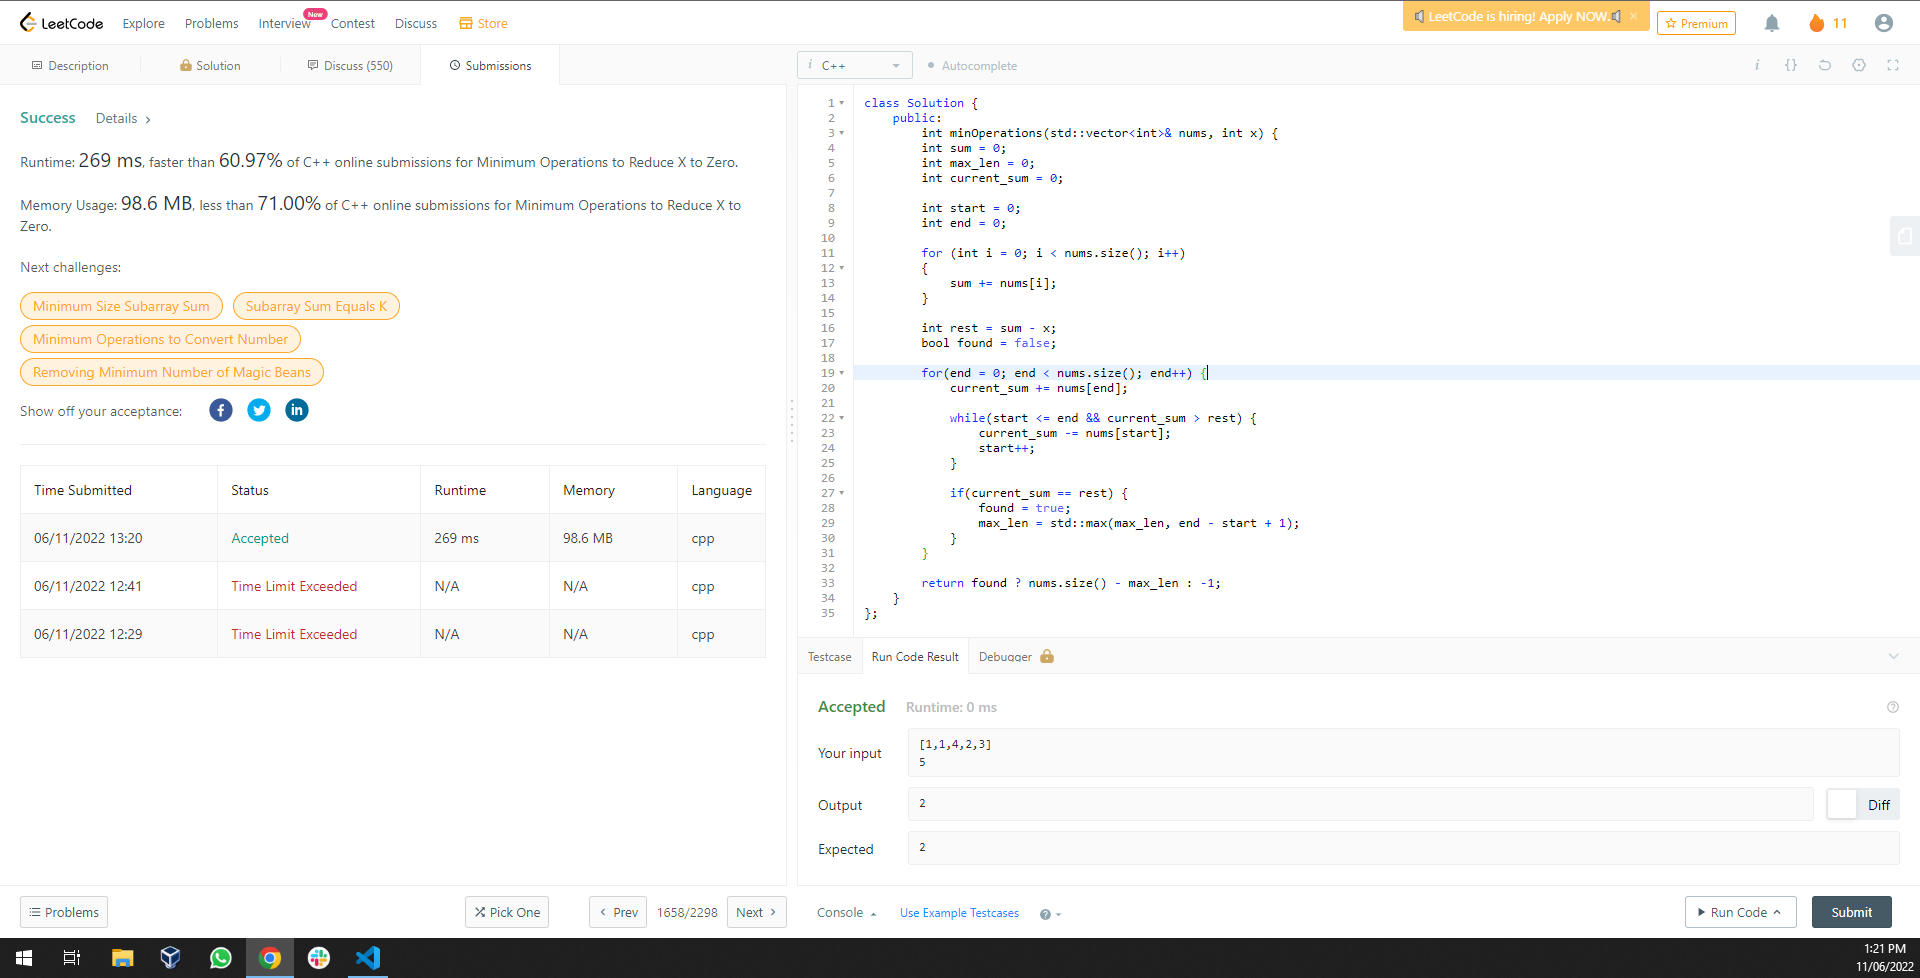 LeetCode Explore Problems Interview New Contest Discuss Store LeetCode is hiring! Apply NOW. × Premium 11
Description Solution Discuss (550) Submissions
Success Details >
Runtime: 269 ms, faster than 60.97% of C++ online submissions for Minimum Operations to Reduce X to Zero.
Memory Usage: 98.6 MB, less than 71.00% of C++ online submissions for Minimum Operations to Reduce X to
Zero.
Next challenges:
Minimum Size Subarray Sum Subarray Sum Equals K
Minimum Operations to Convert Number
Removing Minimum Number of Magic Beans
Show off your acceptance:
Time Submitted Status Runtime Memory Language
06/11/2022 13:20 Accepted 269 ms 98.6 MB cpp
06/11/2022 12:41 Time Limit Exceeded N/A N/A cpp
06/11/2022 12:29 Time Limit Exceeded N/A N/A cpp
Problems Pick One < Prev 1658/2298 Next >
i C++ Autocomplete i {}
1 class Solution {
2 public:
3 int minOperations(std::vector<int>& nums, int x) {
4 int sum = 0;
5 int max_len = 0;
6 int current_sum = 0;
7
8 int start = 0;
9 int end = 0;
10
11 for (int i = 0; i < nums.size(); i++)
12 {
13 sum += nums[i];
14 }
15
16 int rest = sum - x;
17 bool found = false;
18
19 for(end = 0; end < nums.size(); end++) {
20 current_sum += nums[end];
21
22 while(start <= end && current_sum > rest) {
23 current_sum -= nums[start];
24 start++;
25 }
26
27 if(current_sum == rest) {
28 found = true;
29 max_len = std::max(max_len, end - start + 1);
30 }
31 }
32
33 return found ? nums.size() - max_len : -1;
34 }
35 };
Testcase Run Code Result Debugger
Accepted Runtime: 0 ms
Your input [1,1,4,2,3]
5
Output 2 Diff
Expected 2
Console Use Example Testcases Run Code Submit
1:21 PM
11/06/2022